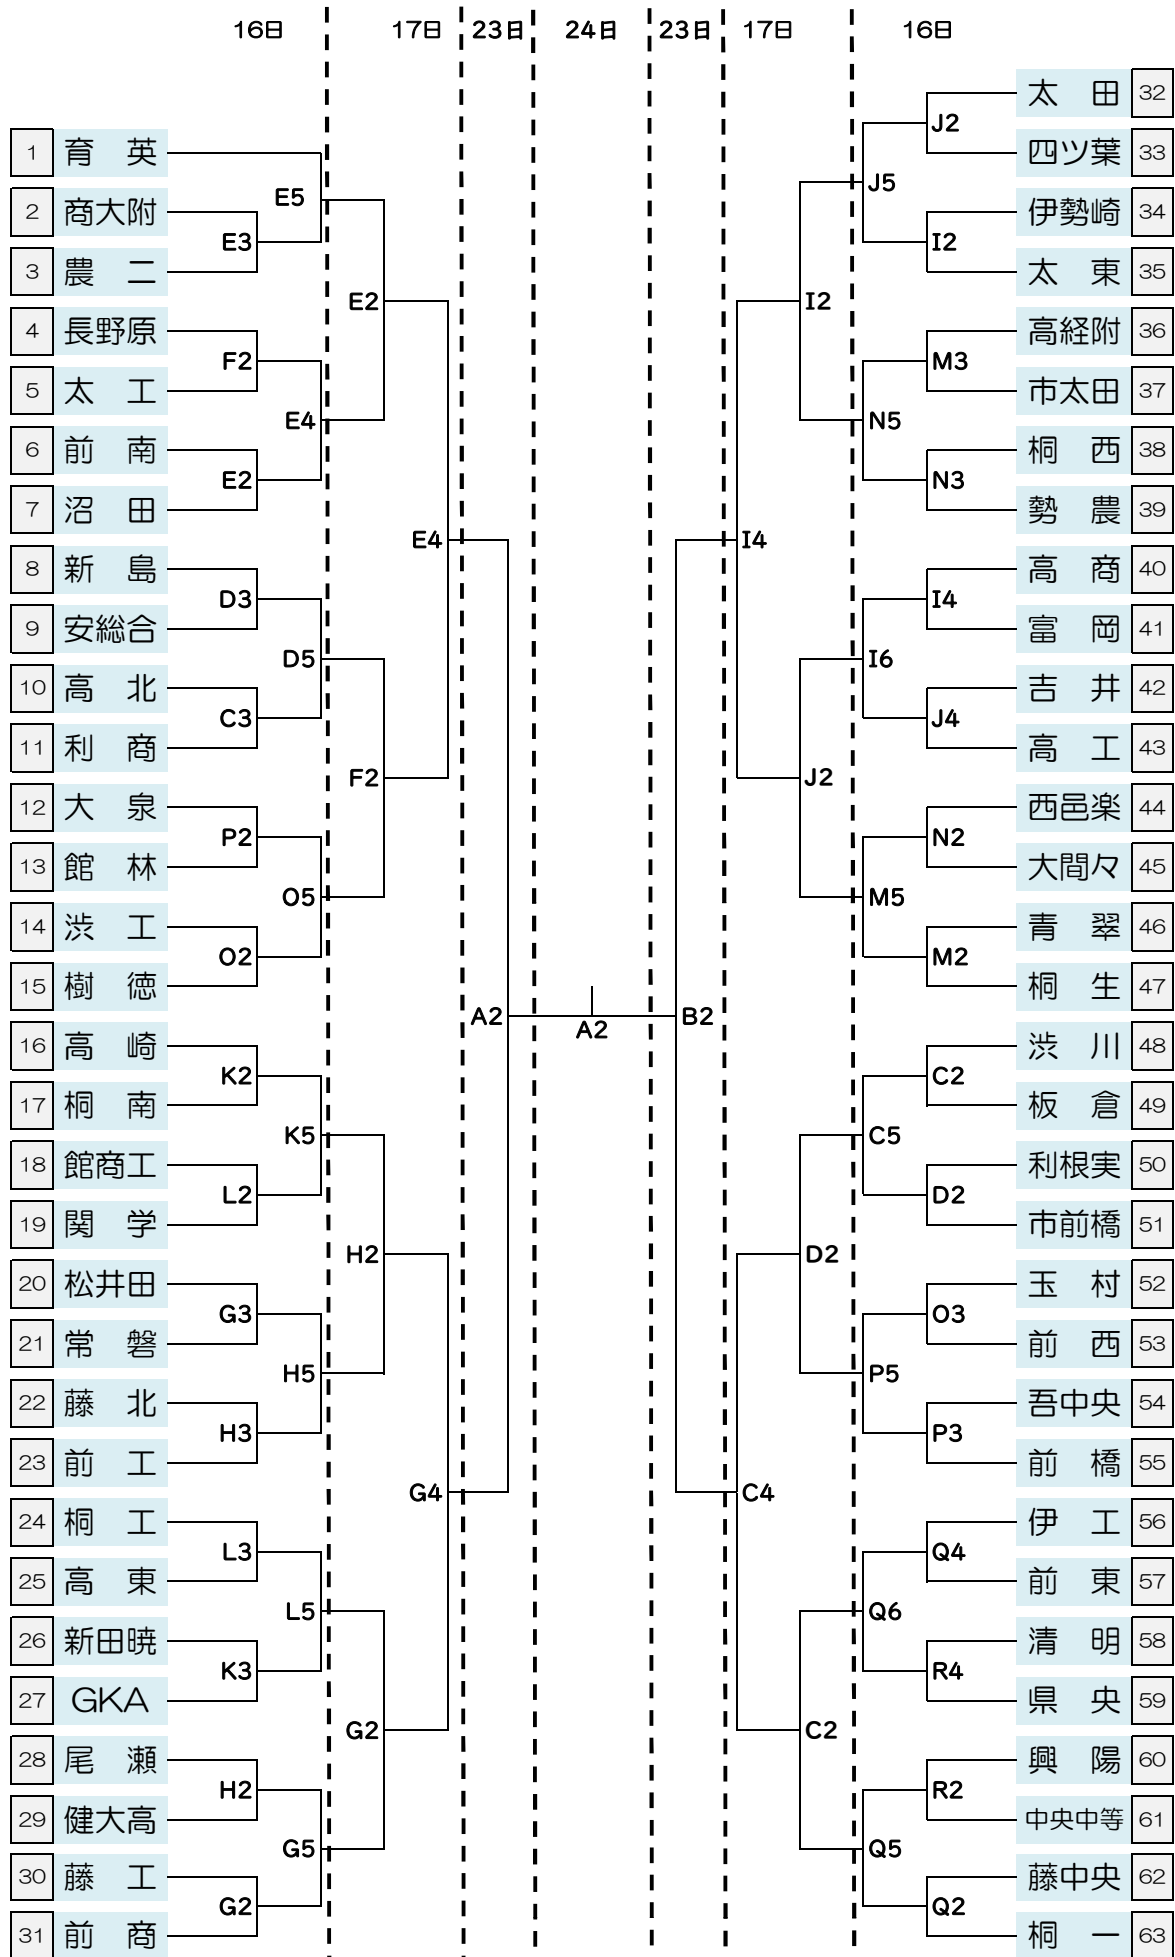 16日 17日 23日 24日 23日 17日 16日
太 田 32
J2
1 育 英
四ツ葉 33
E5
J5
2 商大附
伊勢崎 34
E3
I2
3 農 二
太 東 35
E2
I2
4 長野原
高経附 36
F2
M3
5 太 工
市太田 37
E4
N5
6 前 南
桐 西 38
E2
N3
7 沼 田
勢 農 39
E4
I4
8 新 島
高 商 40
D3
I4
9 安総合
富 岡 41
D5
I6
10 高 北
吉 井 42
C3
J4
11 利 商
高 工 43
F2
J2
12 大 泉
西邑楽 44
P2
N2
13 館 林
大間々 45
O5
M5
14 渋 工
青 翠 46
O2
M2
15 樹 徳
桐 生 47
A2
A2
B2
16 高 崎
渋 川 48
K2
C2
17 桐 南
板 倉 49
K5
C5
18 館商工
利根実 50
L2
D2
19 関 学
市前橋 51
H2
D2
20 松井田
玉 村 52
G3
O3
21 常 磐
前 西 53
H5
P5
22 藤 北
吾中央 54
H3
P3
23 前 工
前 橋 55
G4
C4
24 桐 工
伊 工 56
L3
Q4
25 高 東
前 東 57
L5
Q6
26 新田暁
清 明 58
K3
R4
27 GKA
県 央 59
G2
C2
28 尾 瀬
興 陽 60
H2
R2
29 健大高
中央中等 61
G5
Q5
30 藤 工
藤中央 62
G2
Q2
31 前 商
桐 一 63